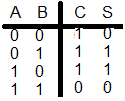 A B C S
0 0 1 0
0 1 1 1
1 0 1 1
1 1 0 0